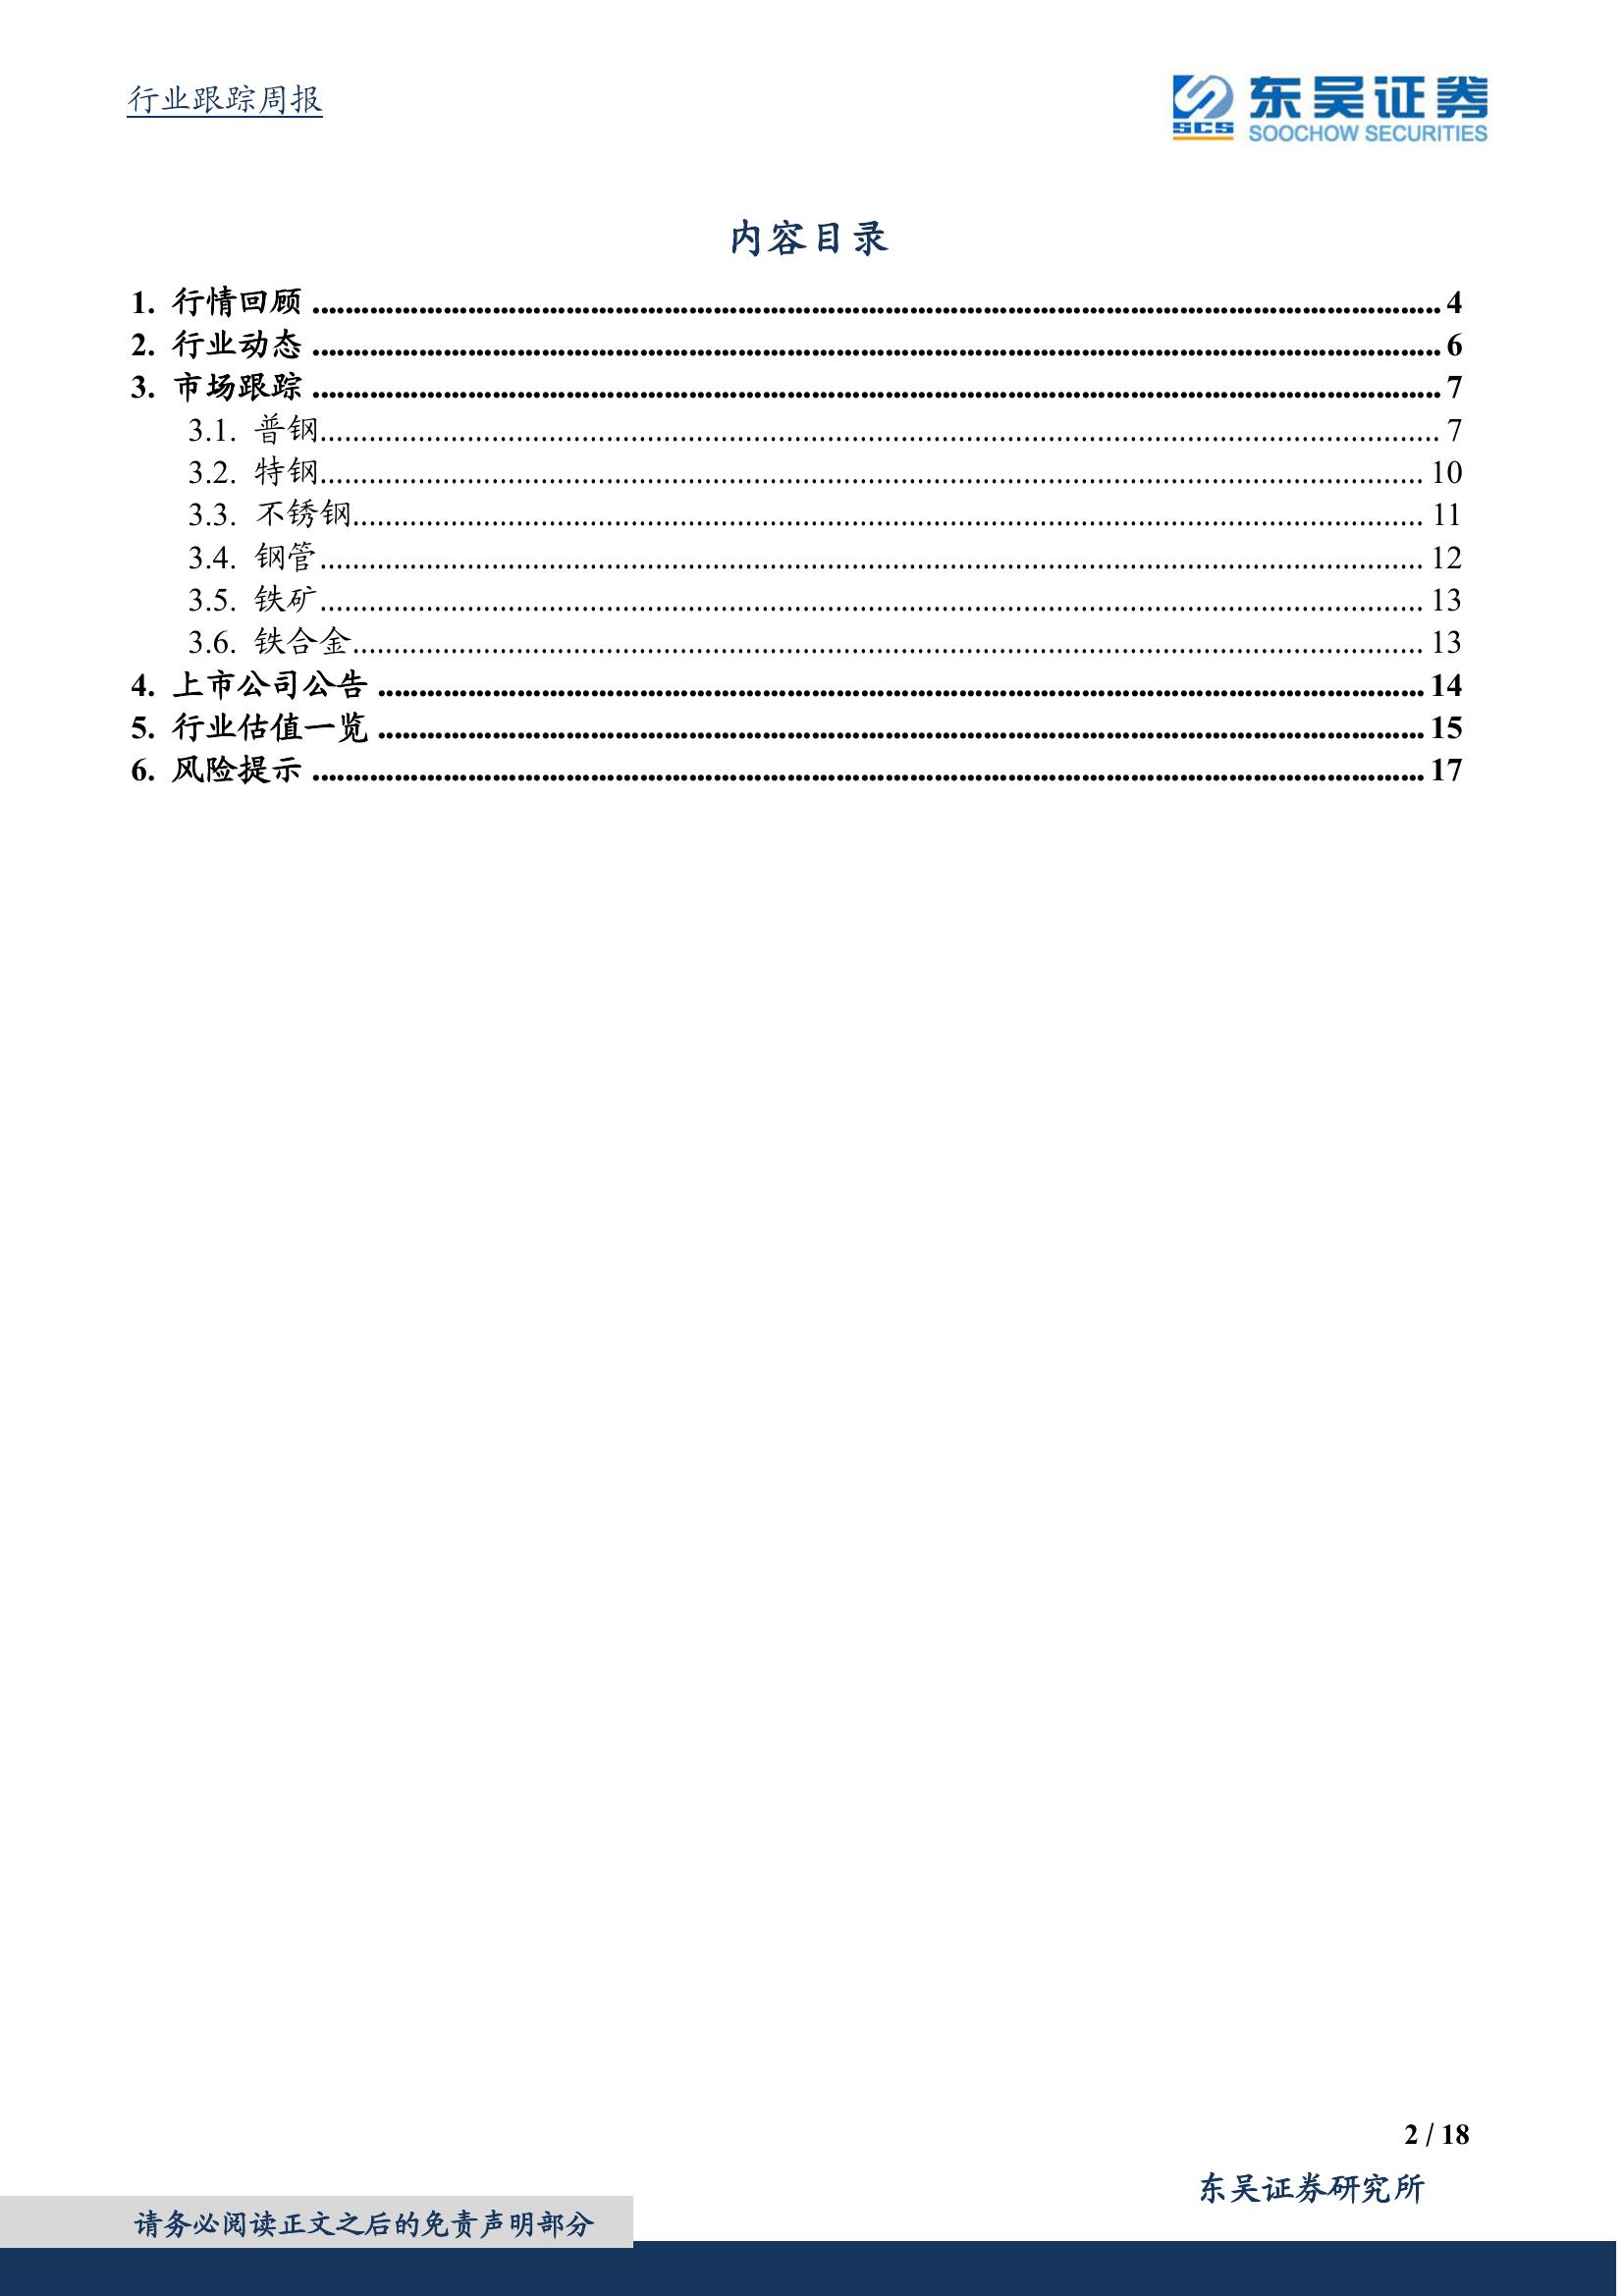 行业跟踪周报
SCS
东吴证券
SOOCHOW SECURITIES
内容目录
1. 行情回顾 ........................................................................ 4
2. 行业动态 ........................................................................ 6
3. 市场跟踪 ........................................................................ 7
3.1. 普钢........................................................................ 7
3.2. 特钢........................................................................ 10
3.3. 不锈钢........................................................................ 11
3.4. 钢管........................................................................ 12
3.5. 铁矿........................................................................ 13
3.6. 铁合金........................................................................ 13
4. 上市公司公告 ........................................................................ 14
5. 行业估值一览 ........................................................................ 15
6. 风险提示 ........................................................................ 17
2 / 18
东吴证券研究所
请务必阅读正文之后的免责声明部分